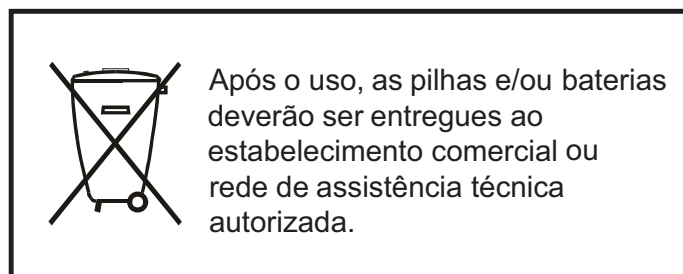 Após o uso, as pilhas e/ou baterias
deverão ser entregues ao
estabelecimento comercial ou
rede de assistência técnica
autorizada.